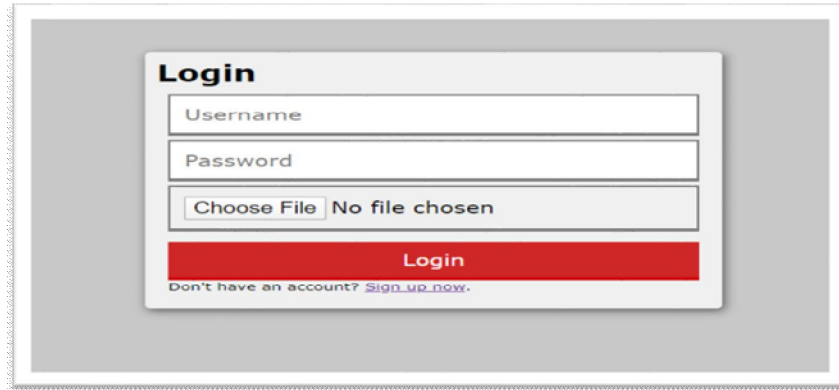 Login
Username
Password
Choose File No file chosen
Login
Don't have an account? Sign up now.